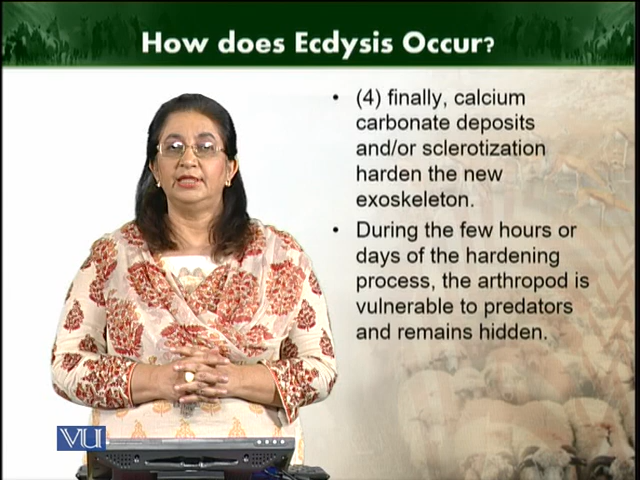 How does Ecdysis Occur?
• (4) finally, calcium
carbonate deposits
and/or sclerotization
harden the new
exoskeleton.
• During the few hours or
days of the hardening
process, the arthropod is
vulnerable to predators
and remains hidden.
VU